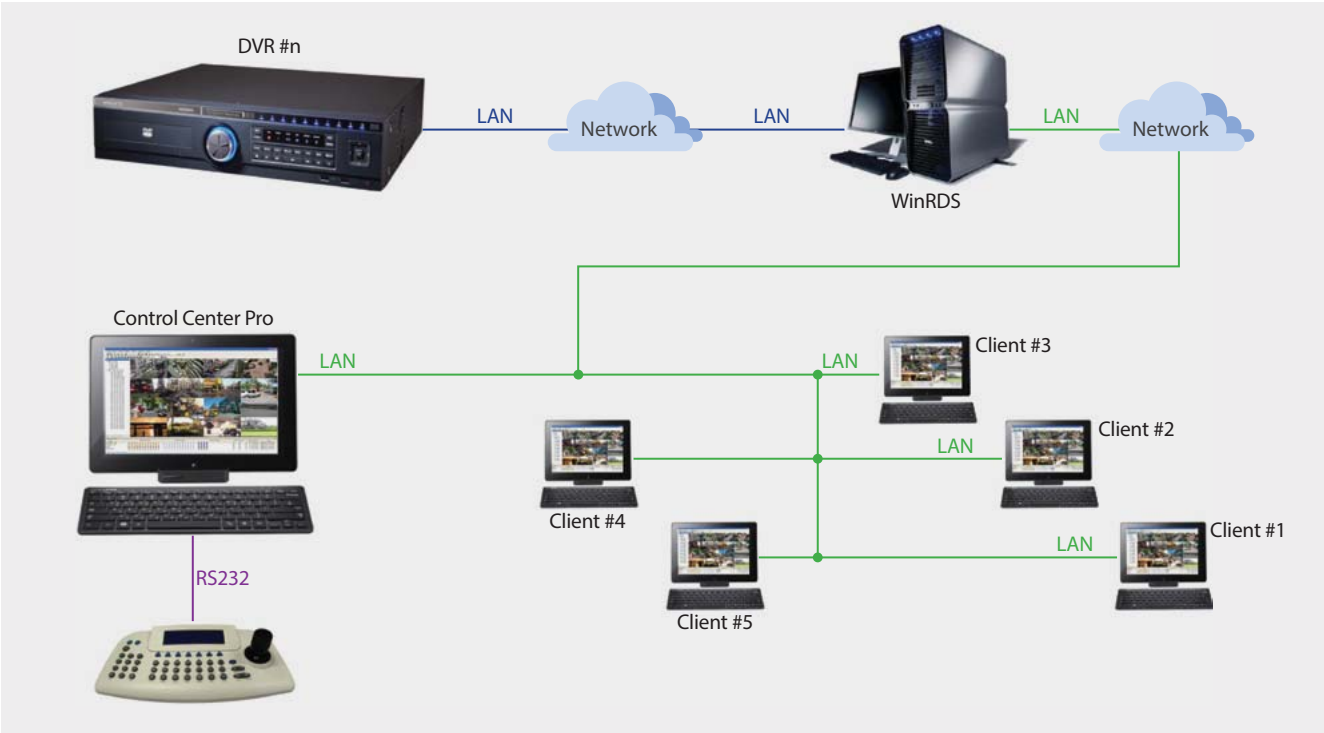 DVR #n
LAN
Network
LAN
WinRDS
LAN
Network
Control Center Pro
LAN
LAN
Client #3
Client #2
LAN
Client #4
Client #1
LAN
Client #5
RS232